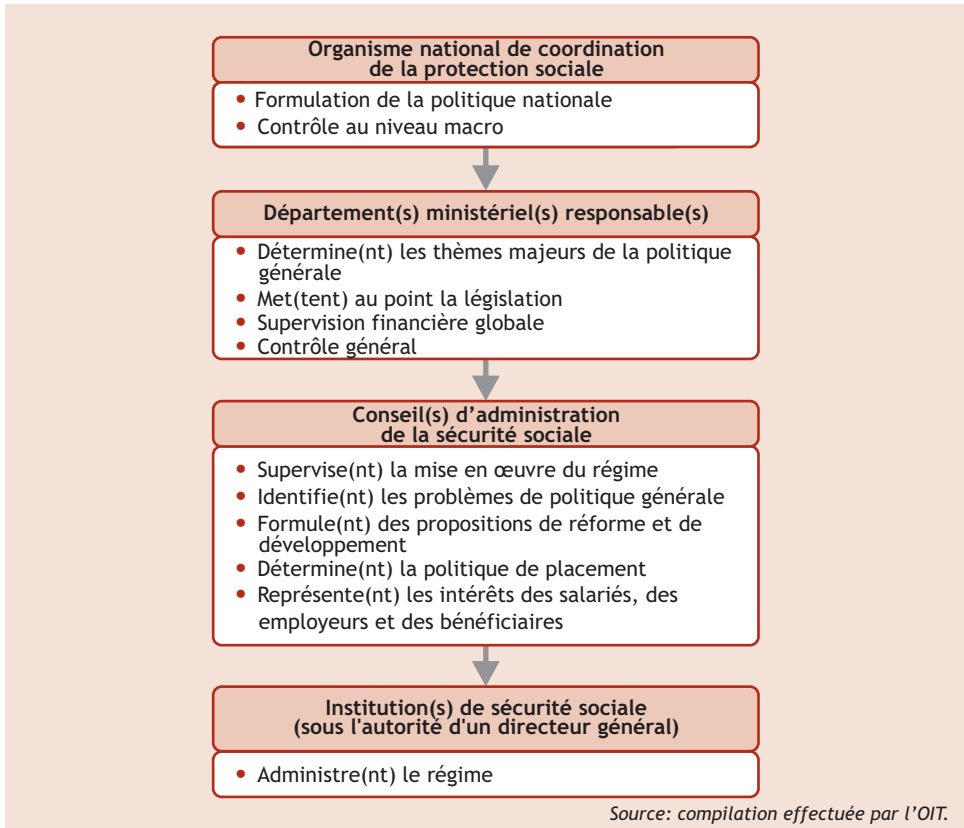 Organisme national de coordination
de la protection sociale
• Formulation de la politique nationale
• Contrôle au niveau macro
Département(s) ministériel(s) responsable(s)
• Détermine(nt) les thèmes majeurs de la politique
générale
• Met(tent) au point la législation
• Supervision financière globale
• Contrôle général
Conseil(s) d’administration
de la sécurité sociale
• Supervise(nt) la mise en œuvre du régime
• Identifie(nt) les problèmes de politique générale
• Formule(nt) des propositions de réforme et de
développement
• Détermine(nt) la politique de placement
• Représente(nt) les intérêts des salariés, des
employeurs et des bénéficiaires
Institution(s) de sécurité sociale
(sous l'autorité d'un directeur général)
• Administre(nt) le régime
Source: compilation effectuée par l’OIT.